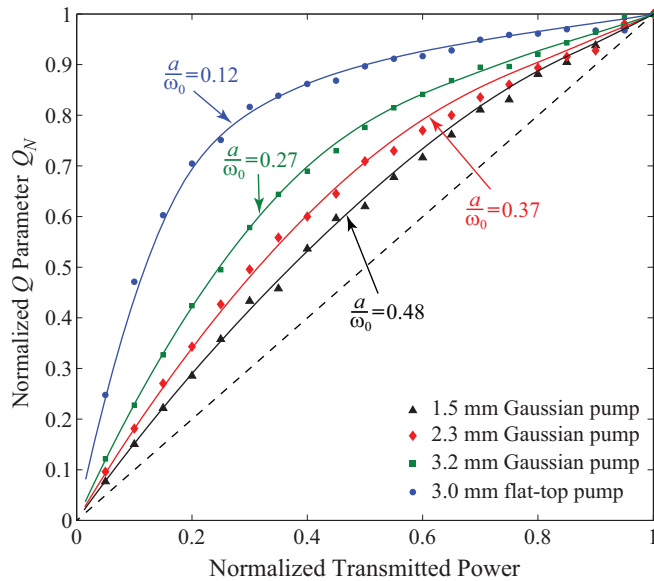 1
0.9
0.8
0.7
0.6
0.5
0.4
0.3
0.2
0.1
0
Normalized Q Parameter Q_N
a/ω₀ =0.12
a/ω₀ =0.27
a/ω₀ =0.37
a/ω₀ =0.48
1.5 mm Gaussian pump
2.3 mm Gaussian pump
3.2 mm Gaussian pump
3.0 mm flat-top pump
0 0.2 0.4 0.6 0.8 1
Normalized Transmitted Power